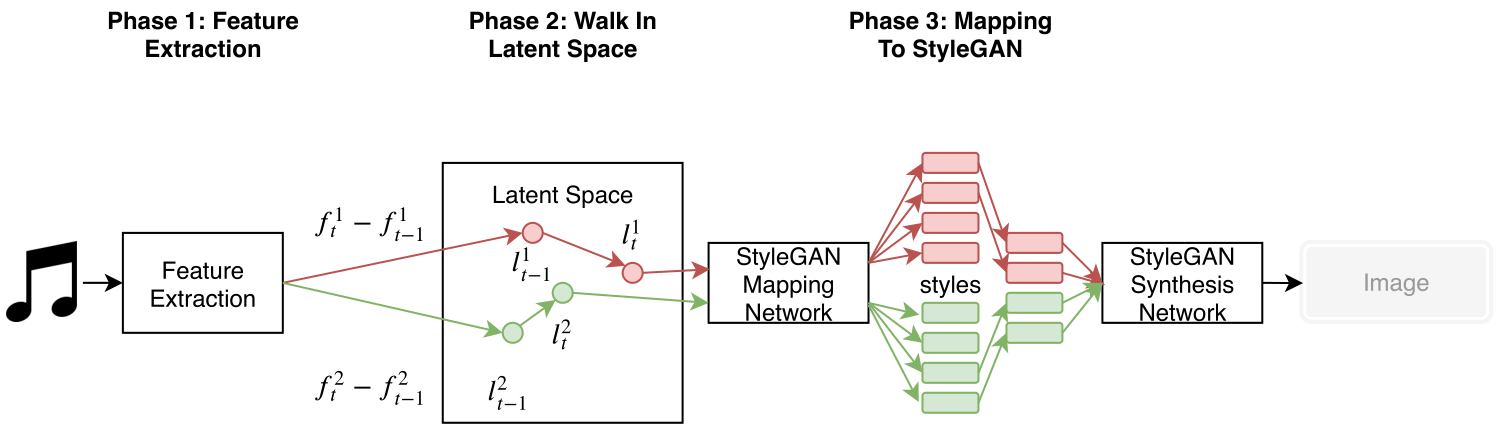 Phase 1: Feature
Extraction
Phase 2: Walk In
Latent Space
Phase 3: Mapping
To StyleGAN
Feature
Extraction
f_t^1 − f_{t−1}^1
f_t^2 − f_{t−1}^2
Latent Space
l_{t−1}^1
l_t^1
l_t^2
l_{t−1}^2
StyleGAN
Mapping
Network
styles
StyleGAN
Synthesis
Network
Image